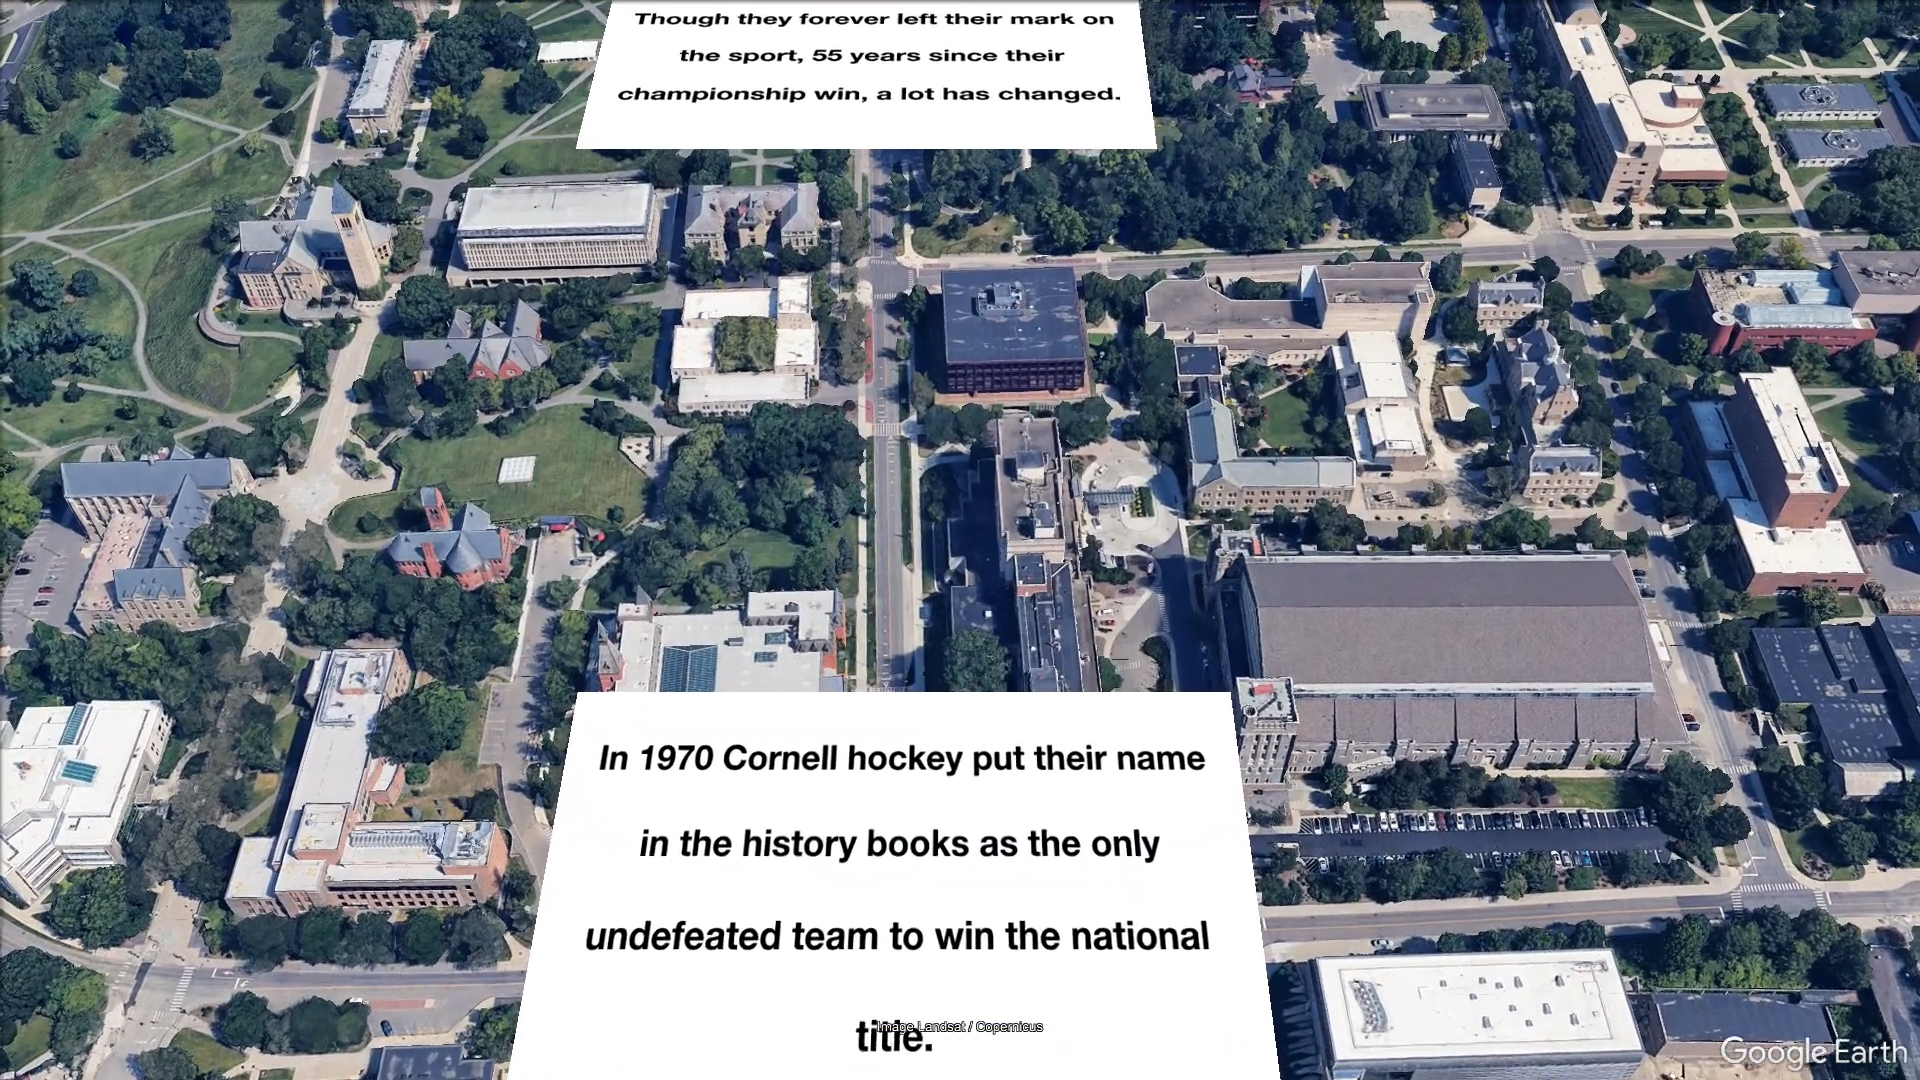 Though they forever left their mark on
the sport, 55 years since their
championship win, a lot has changed.
In 1970 Cornell hockey put their name
in the history books as the only
undefeated team to win the national
title.
Image Landsat / Copernicus
Google Earth